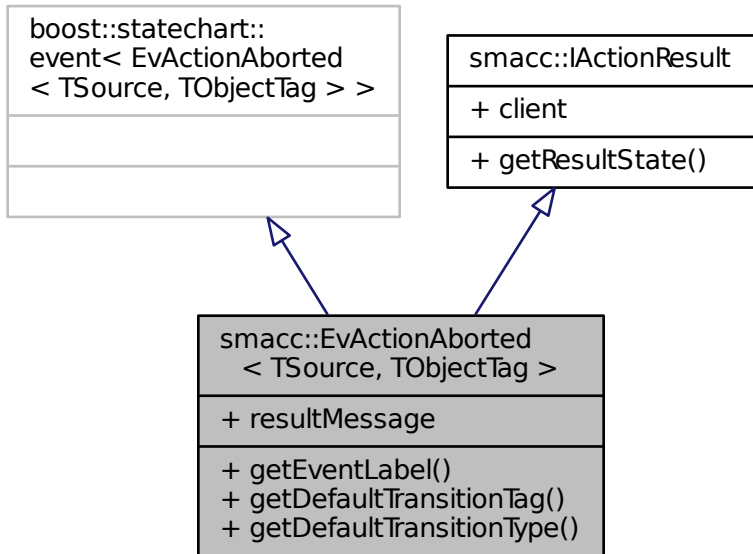 boost::statechart::
event< EvActionAborted
< TSource, TObjectTag > >
smacc::IActionResult
+ client
+ getResultState()
smacc::EvActionAborted
< TSource, TObjectTag >
+ resultMessage
+ getEventLabel()
+ getDefaultTransitionTag()
+ getDefaultTransitionType()